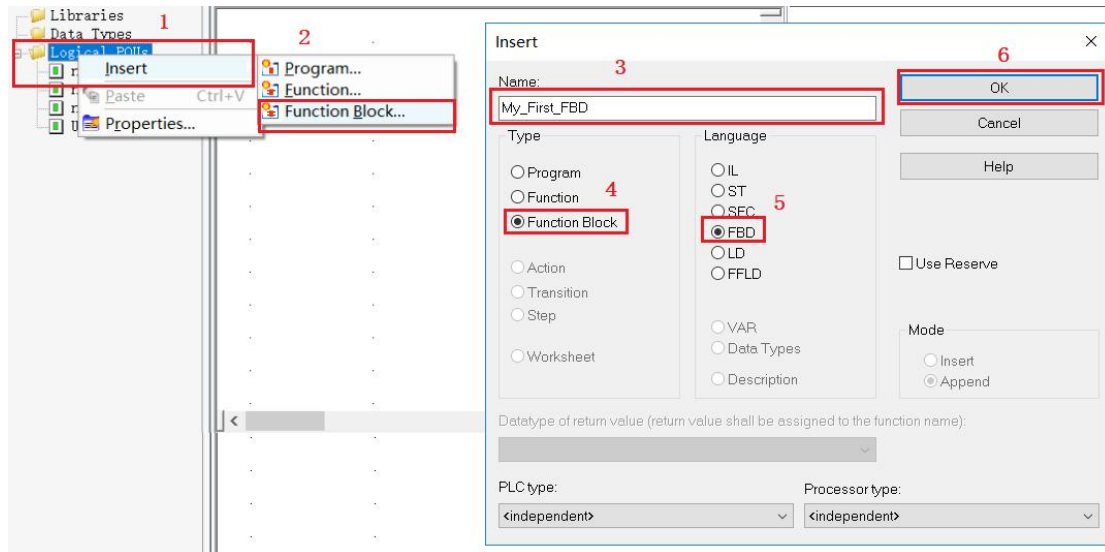 Libraries
1
Data Types
Logical POUs
2
Insert
Paste Ctrl+V
Properties...
Program...
Function...
Function Block...
Insert
6
3
Name:
My_First_FBD
OK
Cancel
Help
Type
Program
Function
4
Function Block
Action
Transition
Step
Worksheet
Language
IL
ST
SFC
5
FBD
LD
FFLD
VAR
Data Types
Description
Use Reserve
Mode
Insert
Append
Datatype of return value (return value shall be assigned to the function name):
PLC type:
<independent>
Processor type:
<independent>